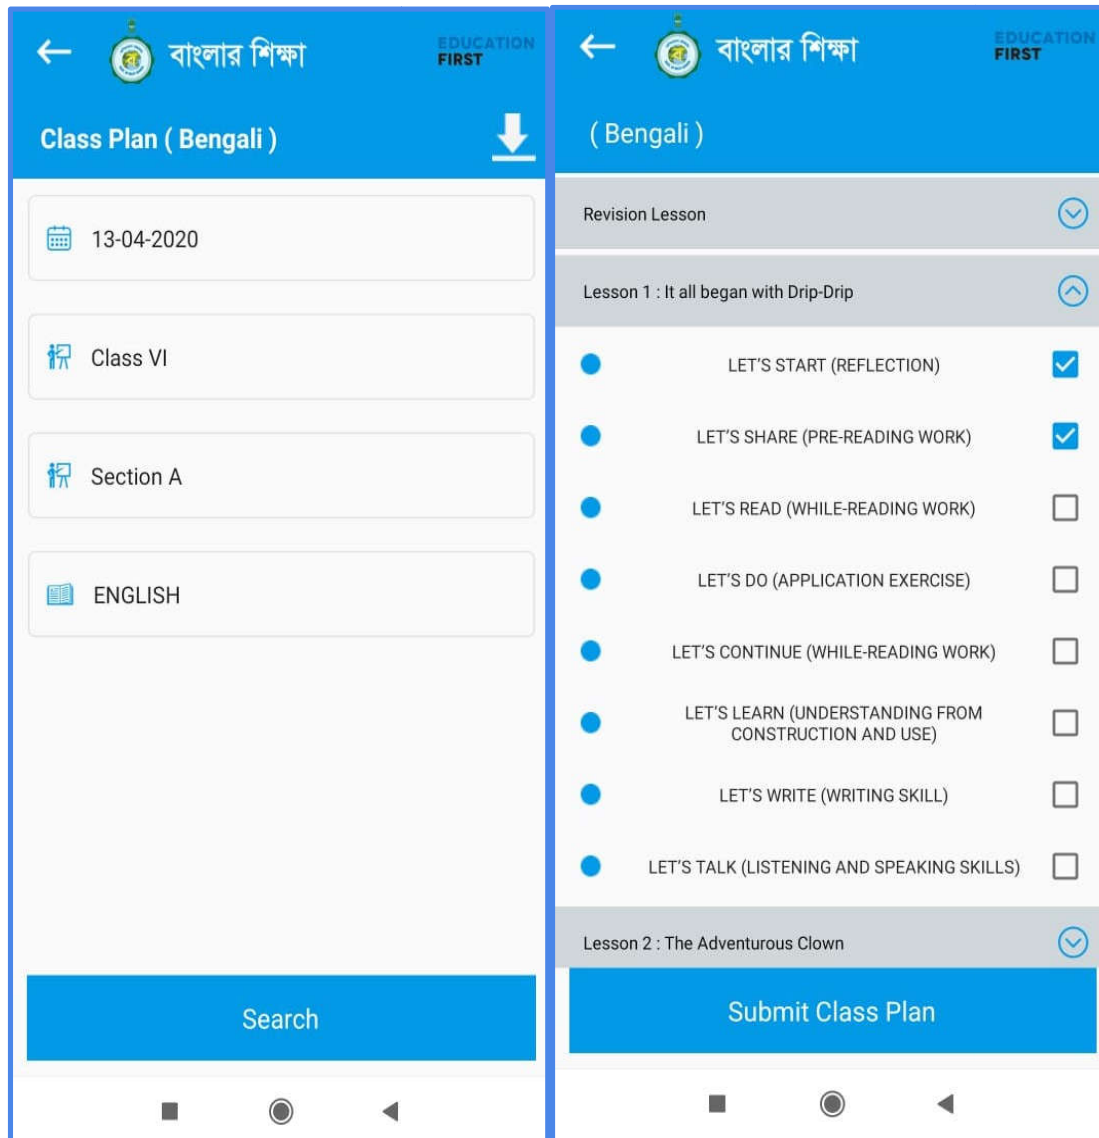 বাংলার শিক্ষা
EDUCATION
FIRST
Class Plan ( Bengali )
13-04-2020
Class VI
Section A
ENGLISH
Search
বাংলার শিক্ষা
EDUCATION
FIRST
( Bengali )
Revision Lesson
Lesson 1 : It all began with Drip-Drip
LET'S START (REFLECTION)
LET'S SHARE (PRE-READING WORK)
LET'S READ (WHILE-READING WORK)
LET'S DO (APPLICATION EXERCISE)
LET'S CONTINUE (WHILE-READING WORK)
LET'S LEARN (UNDERSTANDING FROM
CONSTRUCTION AND USE)
LET'S WRITE (WRITING SKILL)
LET'S TALK (LISTENING AND SPEAKING SKILLS)
Lesson 2 : The Adventurous Clown
Submit Class Plan